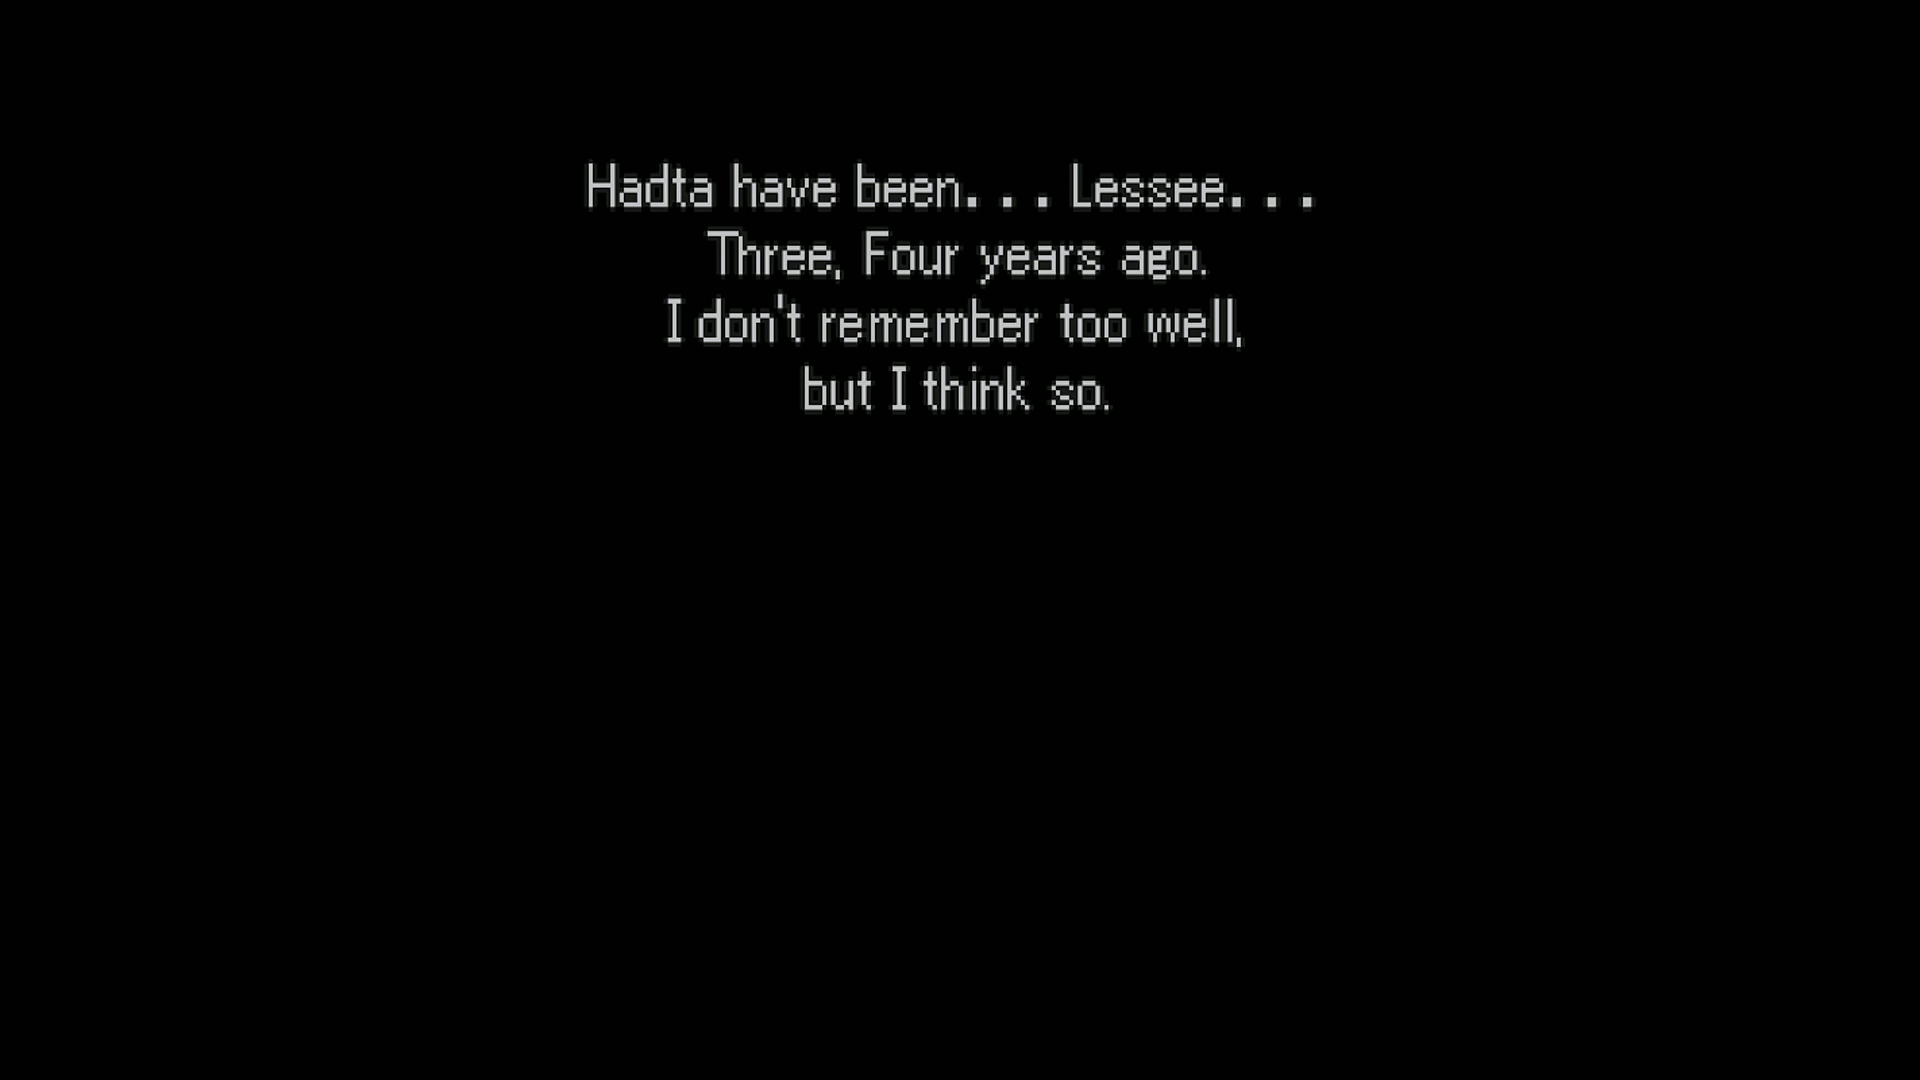 Hadta have been... Lessee...
Three, Four years ago.
I don't remember too well,
but I think so.